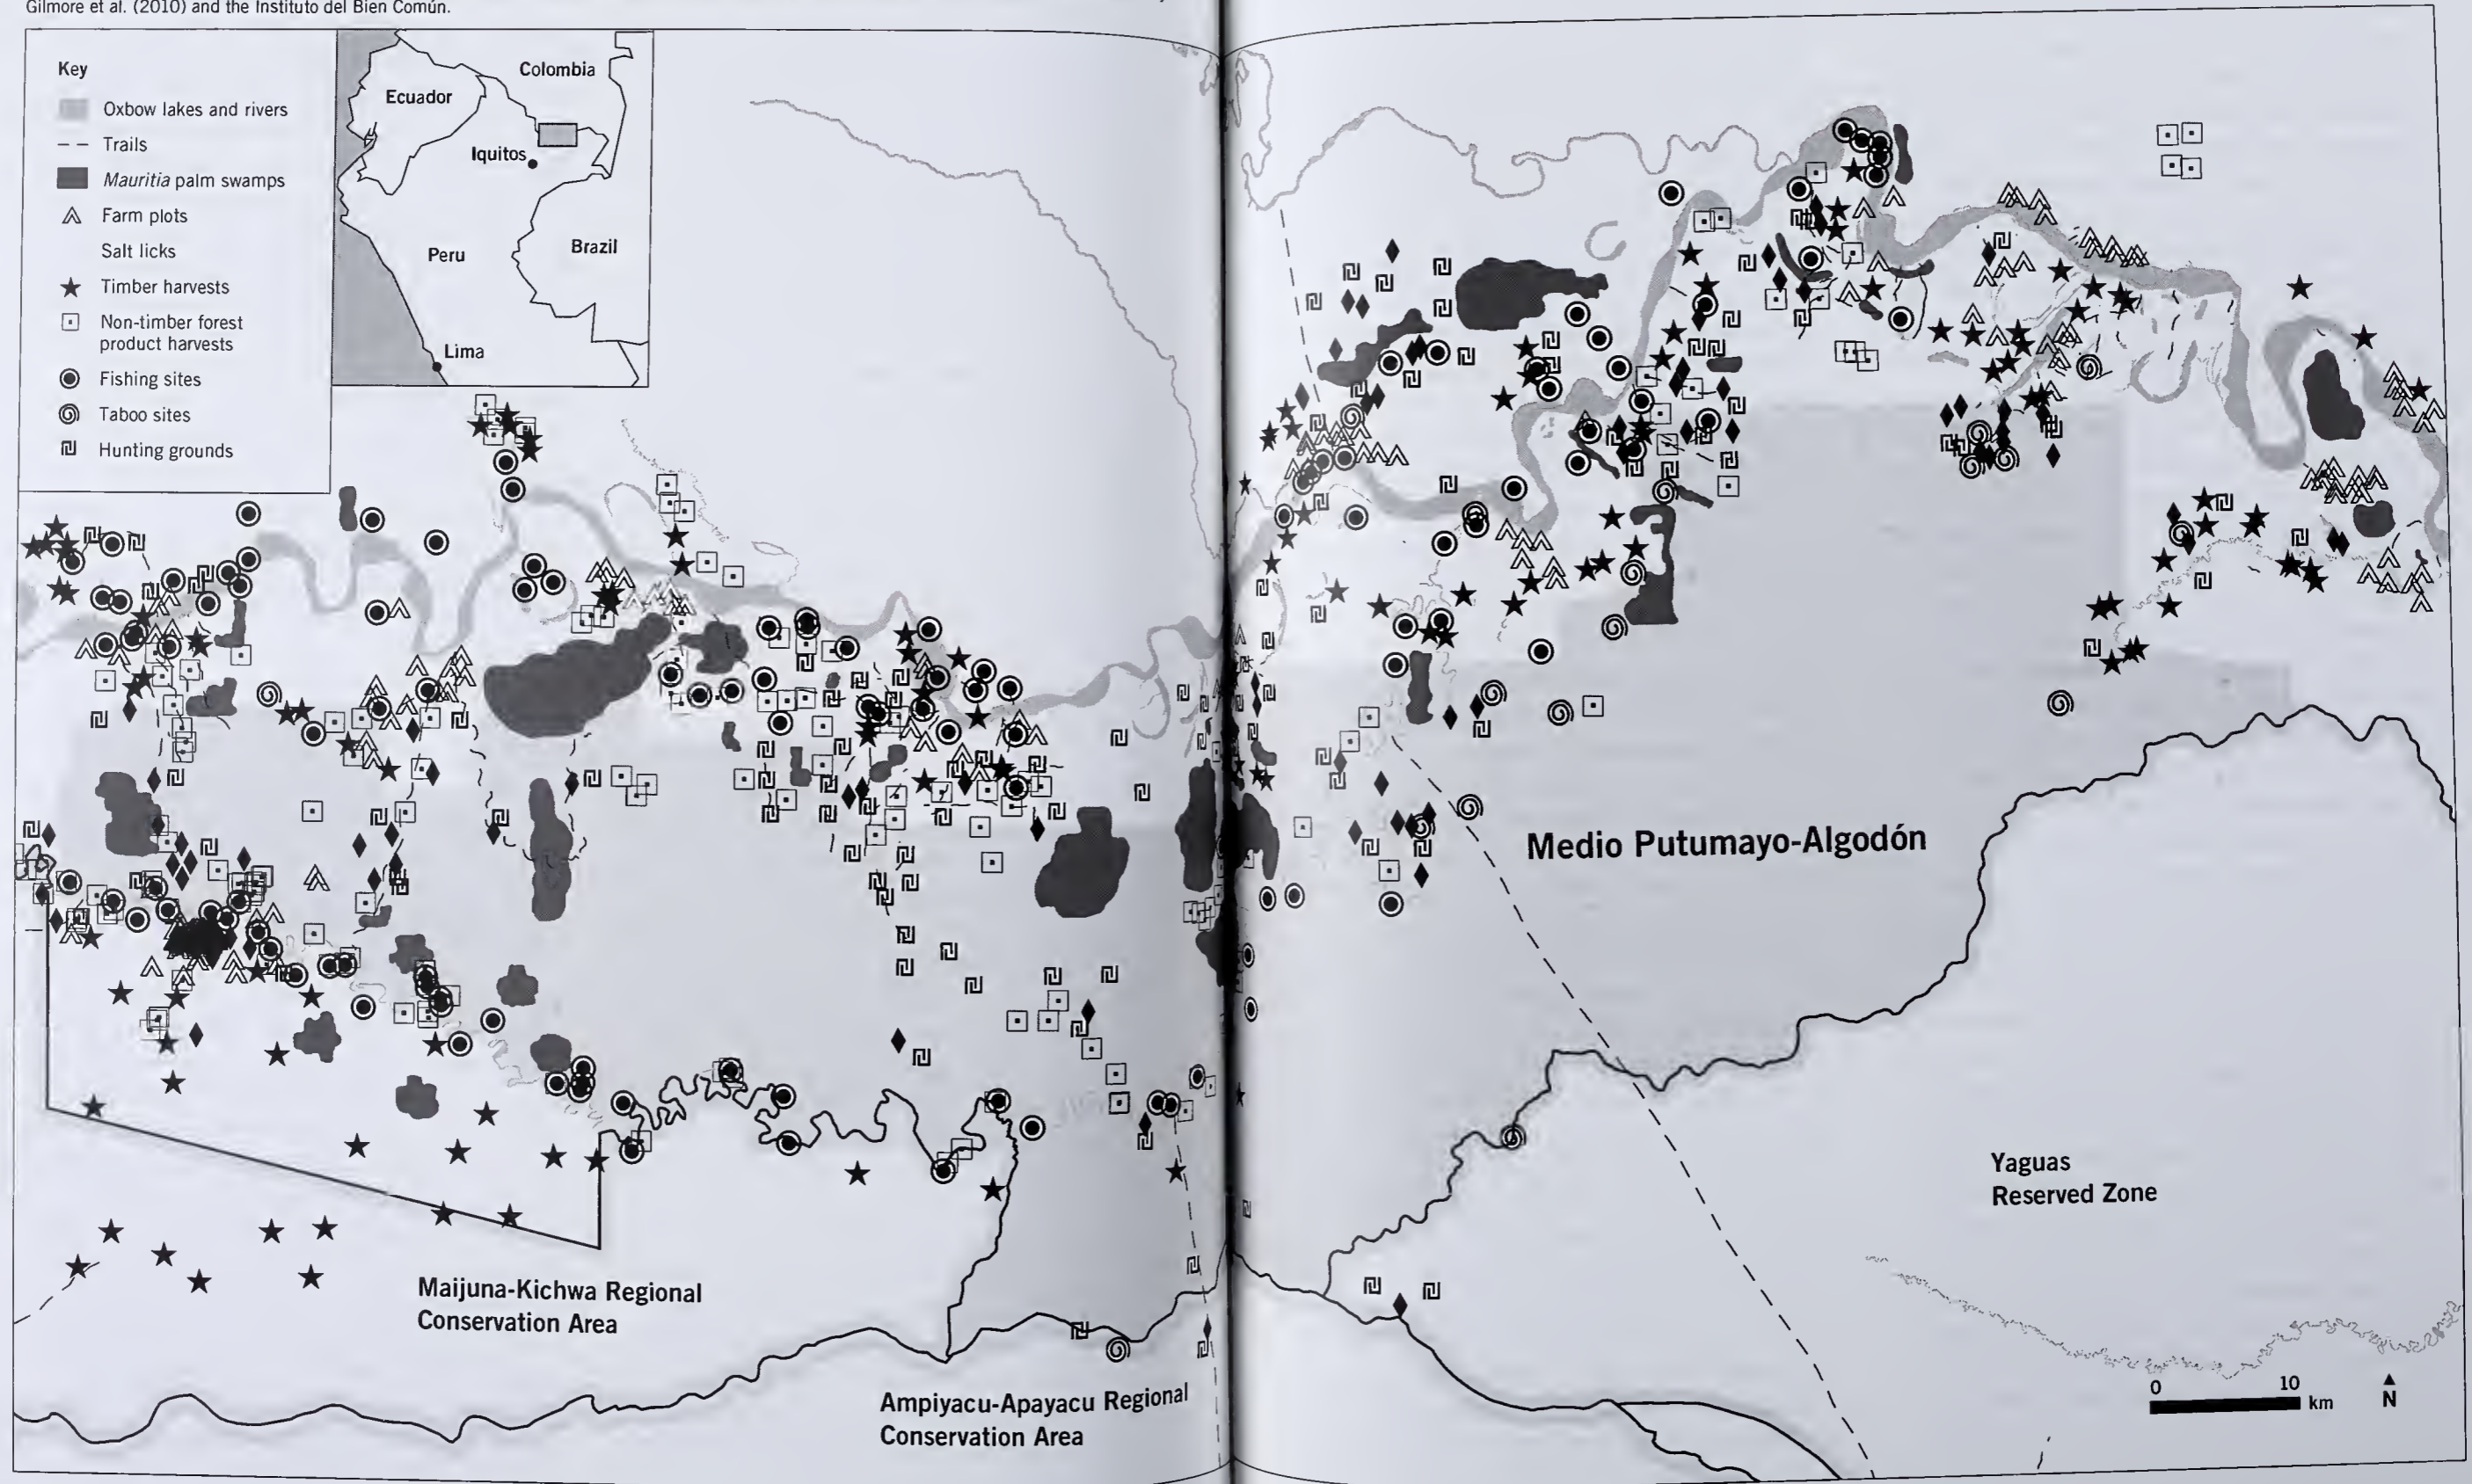 Gilmore et al. (2010) and the Instituto del Bien Común.
Key
Oxbow lakes and rivers
Trails
Mauritia palm swamps
Farm plots
Salt licks
Timber harvests
Non-timber forest
product harvests
Fishing sites
Taboo sites
Hunting grounds
Colombia
Ecuador
Iquitos
Peru
Brazil
Lima
Medio Putumayo-Algodón
Yaguas
Reserved Zone
Maijuna-Kichwa Regional
Conservation Area
Ampiyacu-Apayacu Regional
Conservation Area
0 10
km
N